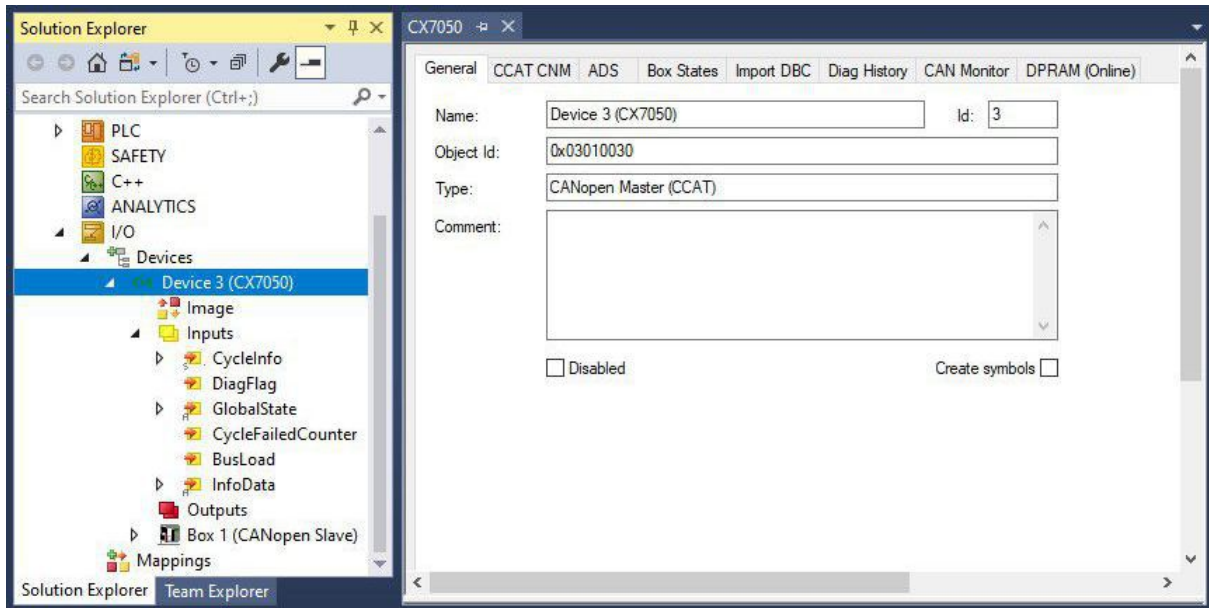 Solution Explorer
Search Solution Explorer (Ctrl+;)
PLC
SAFETY
C++
ANALYTICS
I/O
Devices
Device 3 (CX7050)
Image
Inputs
CycleInfo
DiagFlag
GlobalState
CycleFailedCounter
BusLoad
InfoData
Outputs
Box 1 (CANopen Slave)
Mappings
Solution Explorer Team Explorer
CX7050
General CCAT CNM ADS Box States Import DBC Diag History CAN Monitor DPRAM (Online)
Name: Device 3 (CX7050) Id: 3
Object Id: 0x03010030
Type: CANopen Master (CCAT)
Comment:
Disabled Create symbols